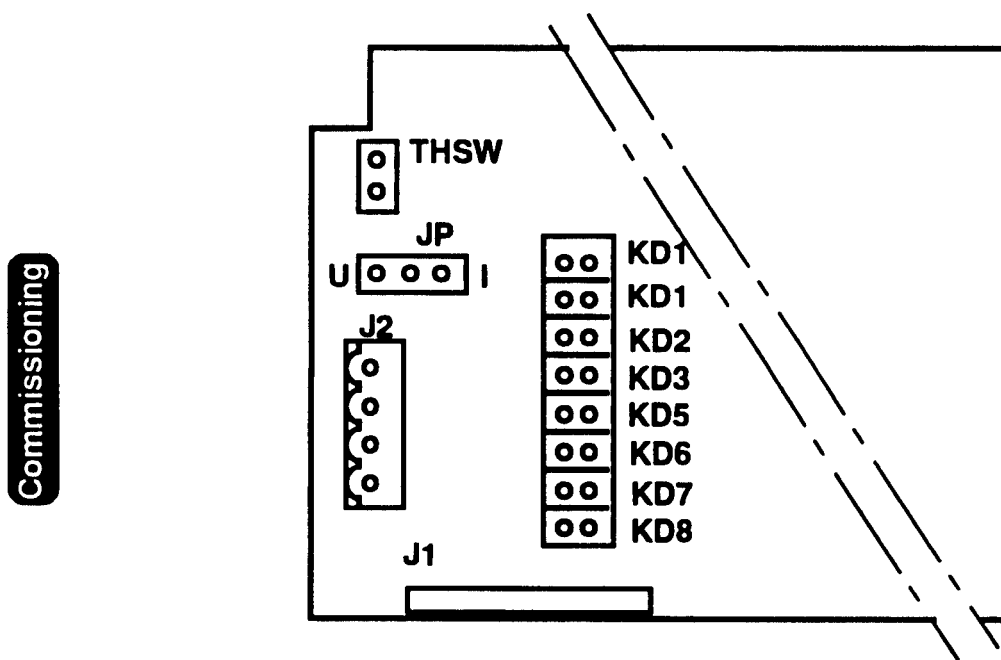 Commissioning
THSW
JP
U
I
J2
KD1
KD1
KD2
KD3
KD5
KD6
KD7
KD8
J1